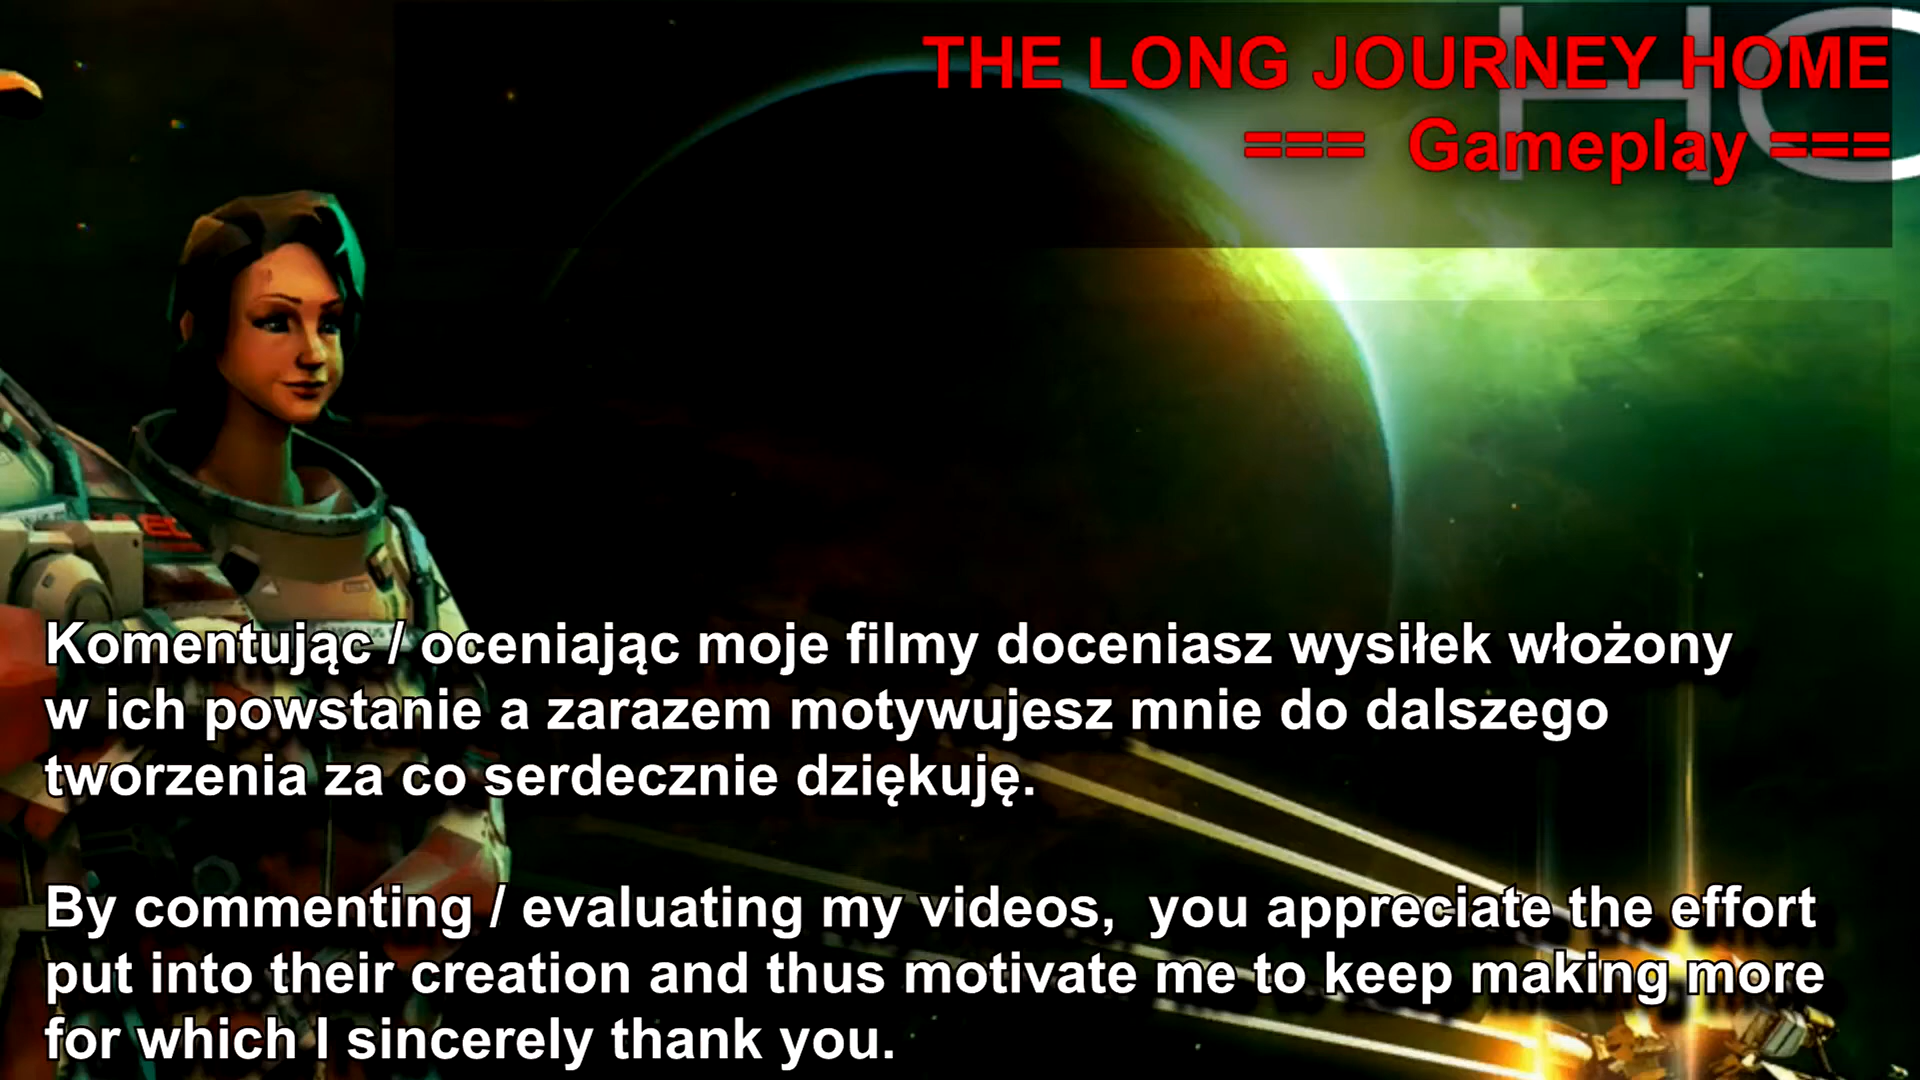 THE LONG JOURNEY HOME
=== Gameplay ===
HO
Komentując / oceniając moje filmy doceniasz wysiłek włożony
w ich powstanie a zarazem motywujesz mnie do dalszego
tworzenia za co serdecznie dziękuję.
By commenting / evaluating my videos, you appreciate the effort
put into their creation and thus motivate me to keep making more
for which I sincerely thank you.